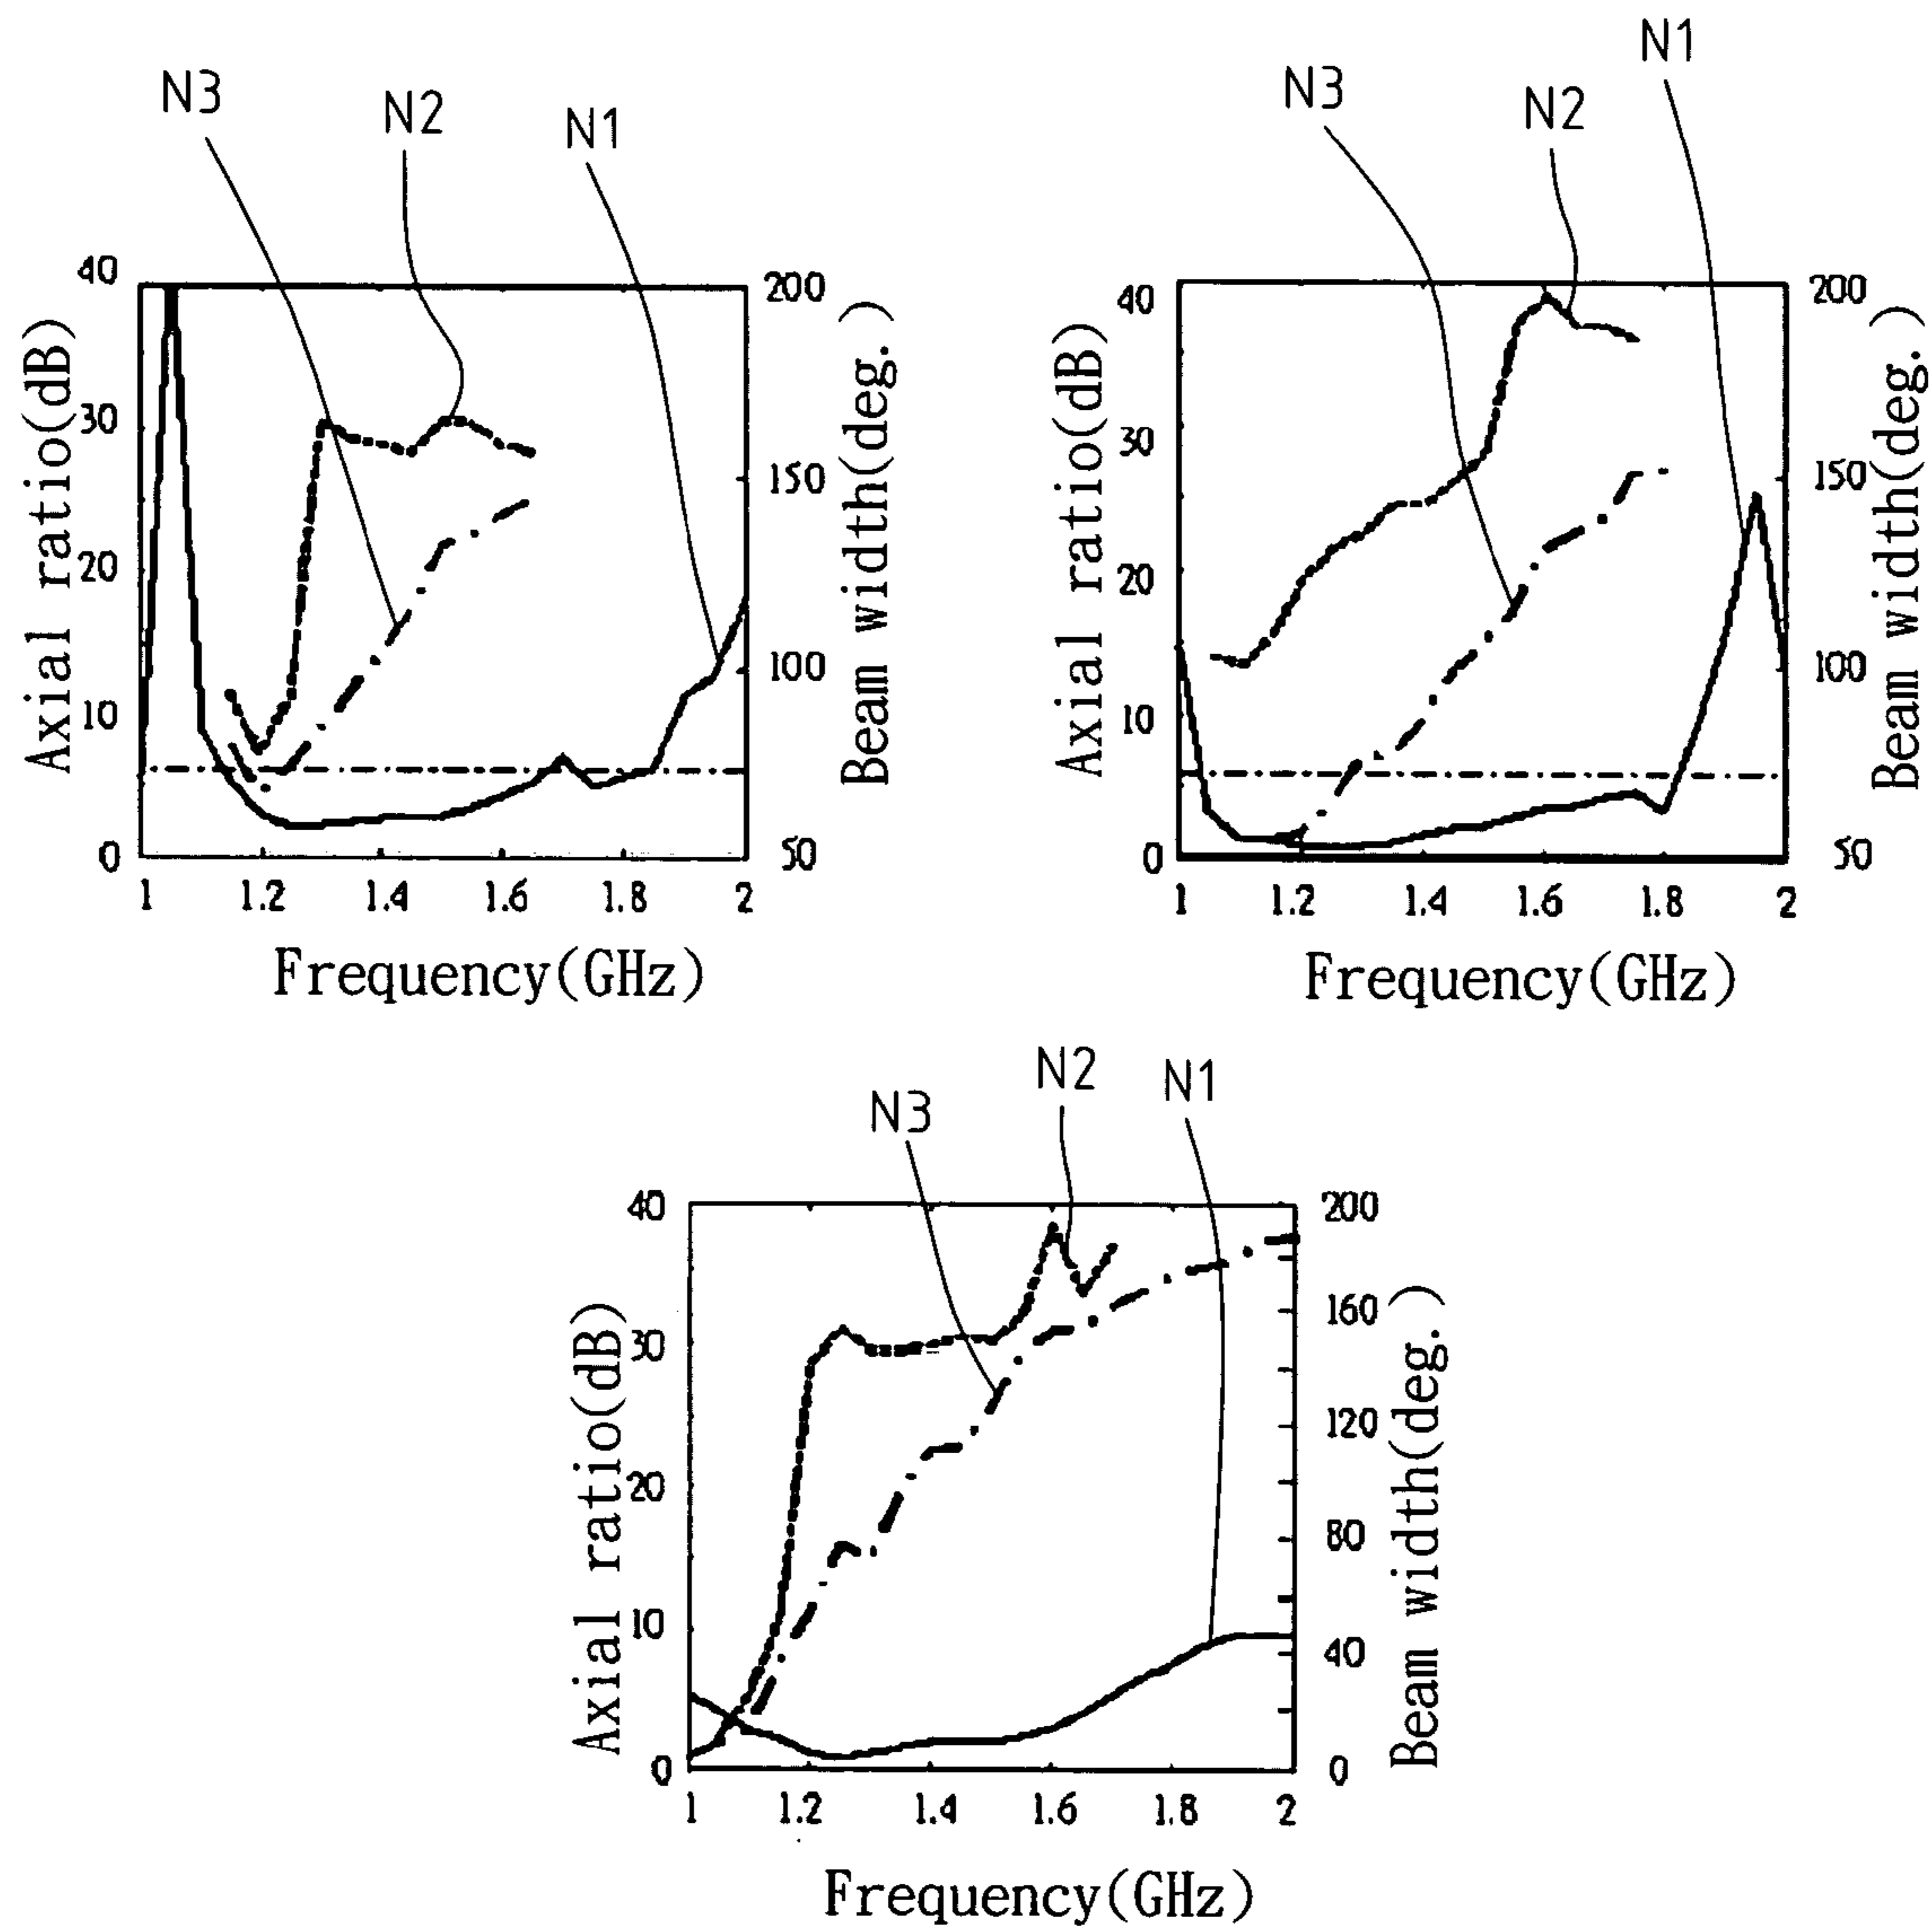 N3
N2
N1
Axial ratio(dB)
40
30
20
10
0
200
150
100
50
Beam width(deg.)
1 1.2 1.4 1.6 1.8 2
Frequency(GHz)
N3
N2
N1
Axial ratio(dB)
40
30
20
10
0
200
150
100
50
Beam width(deg.)
1 1.2 1.4 1.6 1.8 2
Frequency(GHz)
N3
N2
N1
Axial ratio(dB)
40
30
20
10
0
200
160
120
80
40
0
Beam width(deg.)
1 1.2 1.4 1.6 1.8 2
Frequency(GHz)